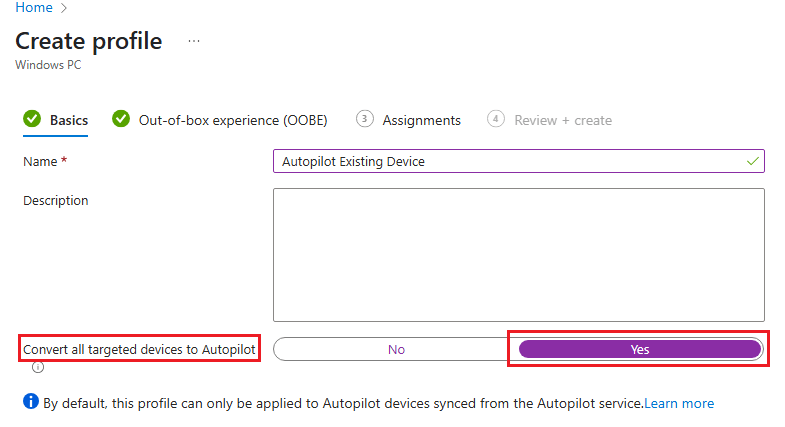 Home
Create profile ...
Windows PC
Basics Out-of-box experience (OOBE) 3 Assignments 4 Review + create
Name * Autopilot Existing Device
Description
Convert all targeted devices to Autopilot No Yes
By default, this profile can only be applied to Autopilot devices synced from the Autopilot service.Learn more